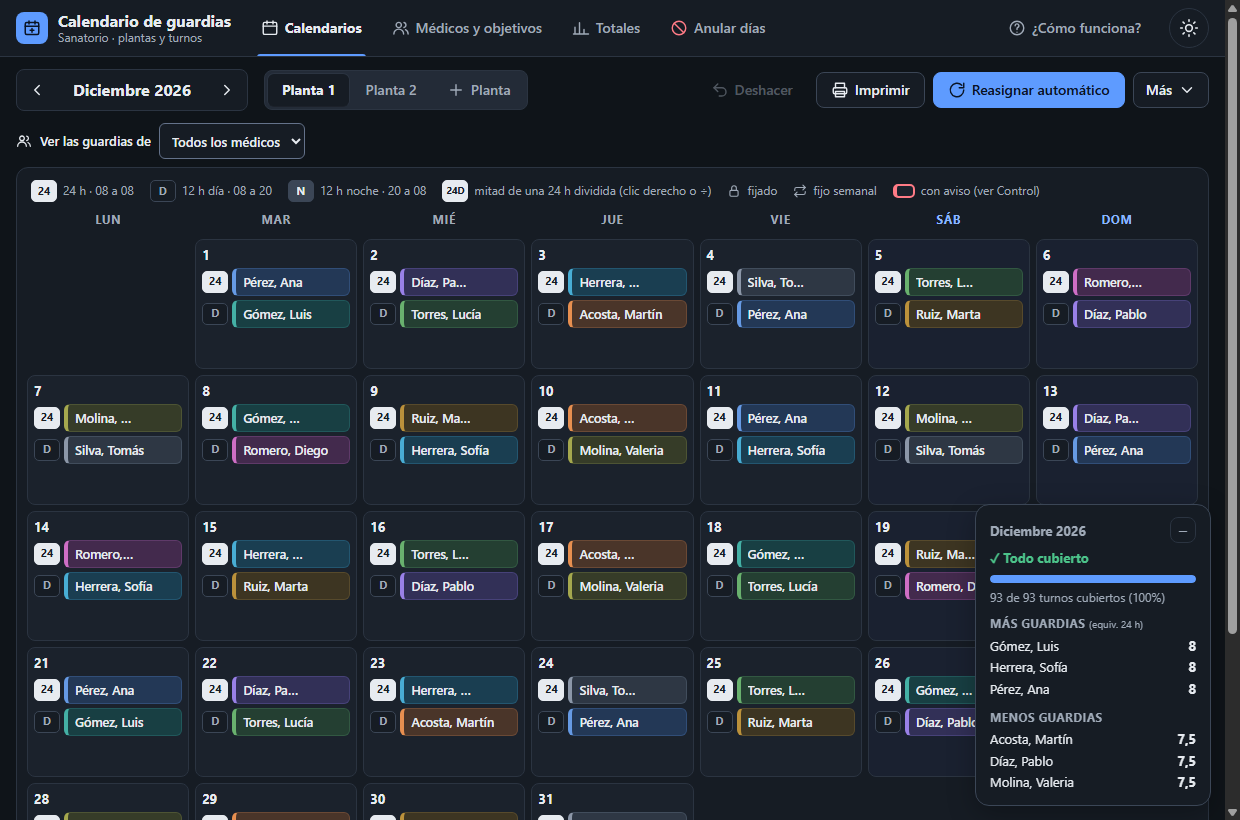 Calendario de guardias
Sanatorio · plantas y turnos
Calendarios
Médicos y objetivos
Totales
Anular días
¿Cómo funciona?
Diciembre 2026
Planta 1
Planta 2
+ Planta
Deshacer
Imprimir
Reasignar automático
Más
Ver las guardias de
Todos los médicos
24 24 h · 08 a 08
D 12 h día · 08 a 20
N 12 h noche · 20 a 08
24D mitad de una 24 h dividida (clic derecho o ÷)
fijado
fijo semanal
con aviso (ver Control)
LUN MAR MIÉ JUE VIE SÁB DOM
1 2 3 4 5 6
24 Pérez, Ana 24 Díaz, Pa... 24 Herrera, ... 24 Silva, To... 24 Torres, L... 24 Romero,...
D Gómez, Luis D Torres, Lucía D Acosta, Martín D Pérez, Ana D Ruiz, Marta D Díaz, Pablo
7 8 9 10 11 12 13
24 Molina, ... 24 Gómez, ... 24 Ruiz, Ma... 24 Acosta, ... 24 Pérez, Ana 24 Molina, ... 24 Díaz, Pa...
D Silva, Tomás D Romero, Diego D Herrera, Sofía D Molina, Valeria D Herrera, Sofía D Silva, Tomás D Pérez, Ana
14 15 16 17 18 19
24 Romero,... 24 Herrera, ... 24 Torres, L... 24 Acosta, ... 24 Gómez, ... 24 Ruiz, Ma...
D Herrera, Sofía D Ruiz, Marta D Díaz, Pablo D Molina, Valeria D Torres, Lucía D Romero, D
21 22 23 24 25 26
24 Pérez, Ana 24 Díaz, Pa... 24 Herrera, ... 24 Silva, To... 24 Torres, L... 24 Gómez, ...
D Gómez, Luis D Torres, Lucía D Acosta, Martín D Pérez, Ana D Ruiz, Marta D Díaz, Pablo
28 29 30 31
Diciembre 2026
✓ Todo cubierto
93 de 93 turnos cubiertos (100%)
MÁS GUARDIAS (equiv. 24 h)
Gómez, Luis 8
Herrera, Sofía 8
Pérez, Ana 8
MENOS GUARDIAS
Acosta, Martín 7,5
Díaz, Pablo 7,5
Molina, Valeria 7,5